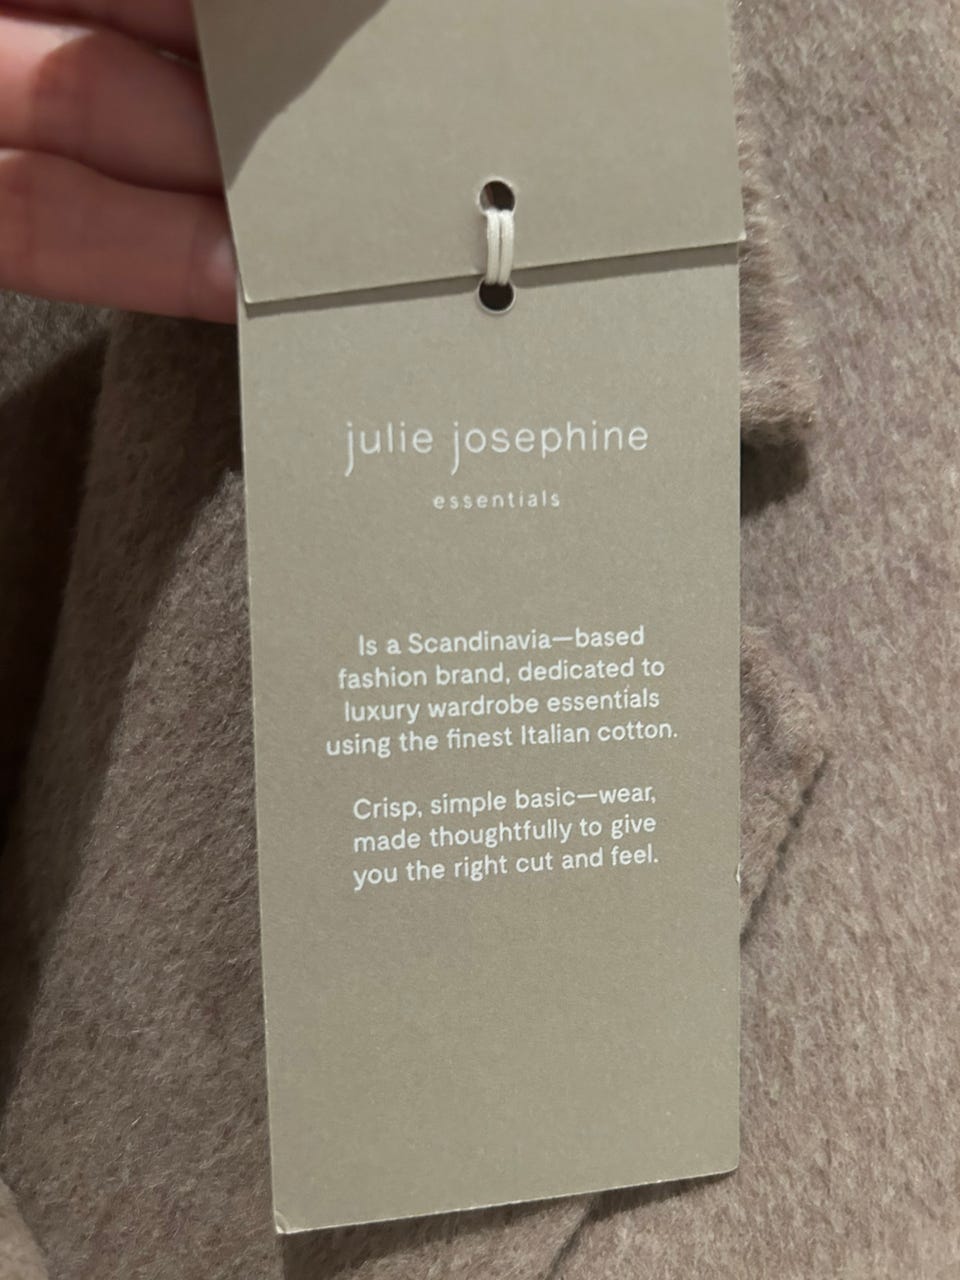 julie josephine
essentials
Is a Scandinavia—based
fashion brand, dedicated to
luxury wardrobe essentials
using the finest Italian cotton.
Crisp, simple basic—wear,
made thoughtfully to give
you the right cut and feel.